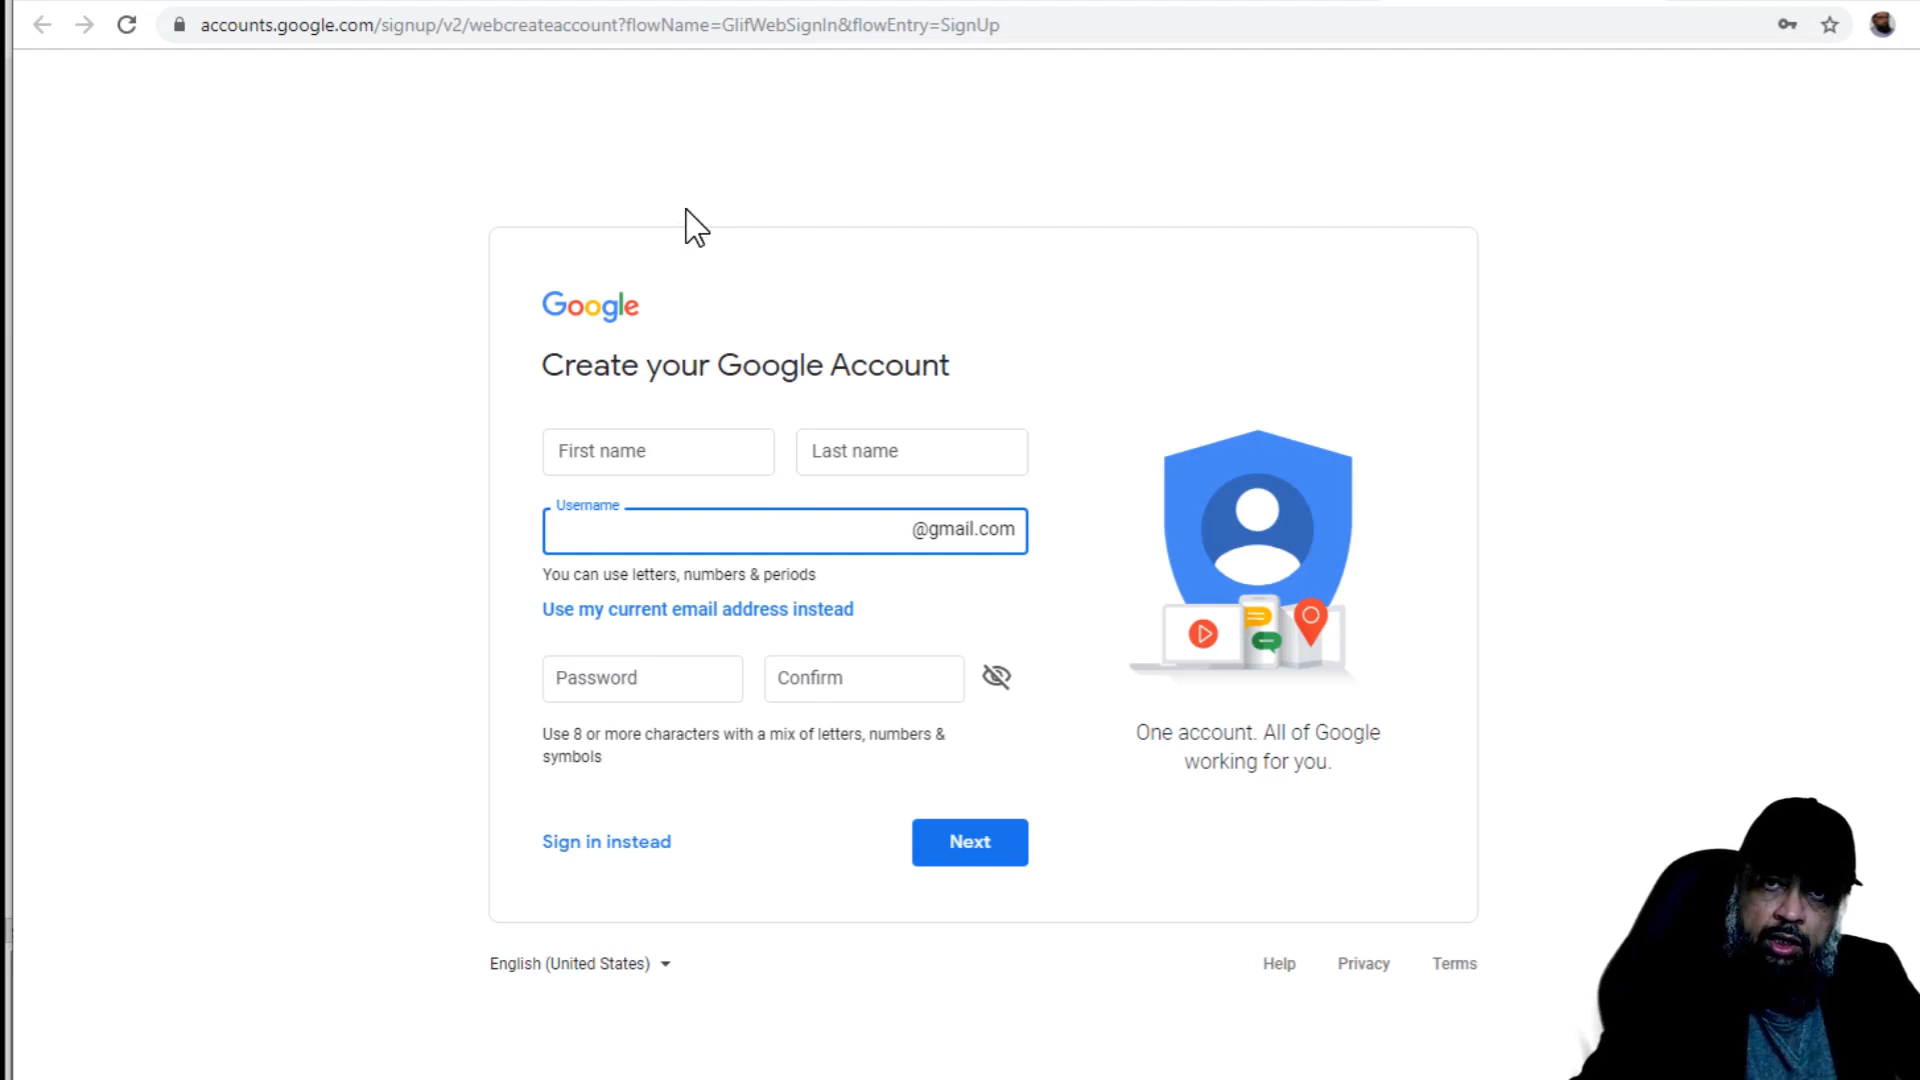 accounts.google.com/signup/v2/webcreateaccount?flowName=GlifWebSignIn&flowEntry=SignUp
Google
Create your Google Account
First name
Last name
Username
@gmail.com
You can use letters, numbers & periods
Use my current email address instead
Password
Confirm
Use 8 or more characters with a mix of letters, numbers &
symbols
One account. All of Google
working for you.
Sign in instead
Next
English (United States)
Help
Privacy
Terms